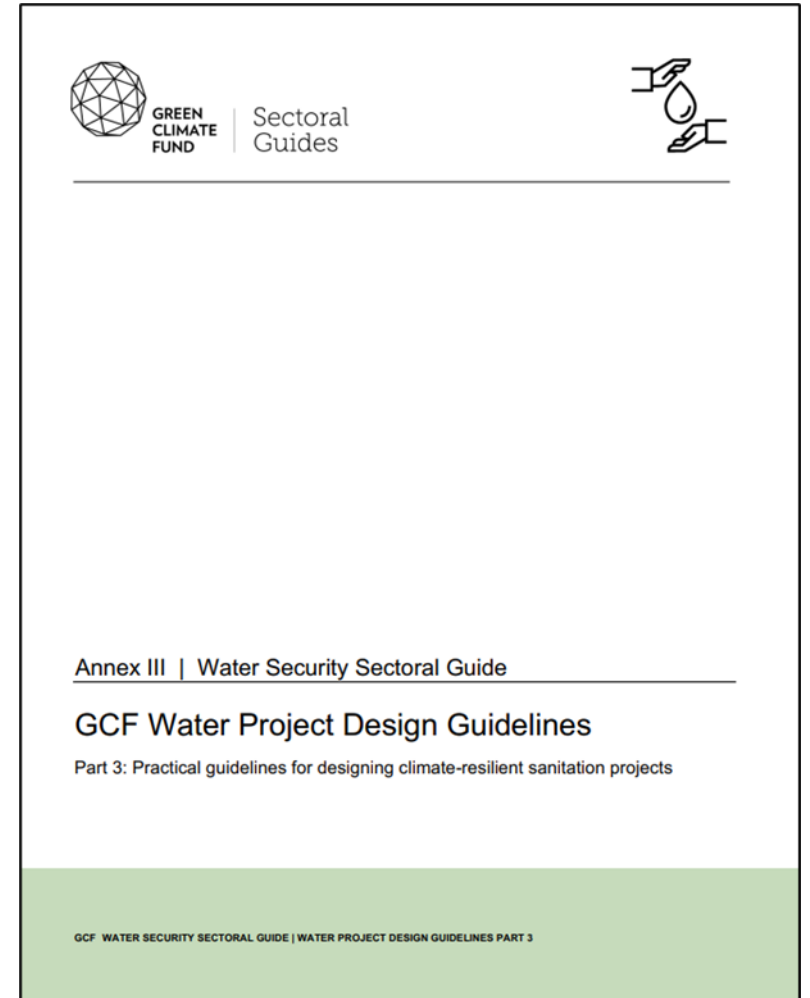 GREEN
CLIMATE
FUND
Sectoral
Guides
Annex III | Water Security Sectoral Guide
GCF Water Project Design Guidelines
Part 3: Practical guidelines for designing climate-resilient sanitation projects
GCF WATER SECURITY SECTORAL GUIDE | WATER PROJECT DESIGN GUIDELINES PART 3